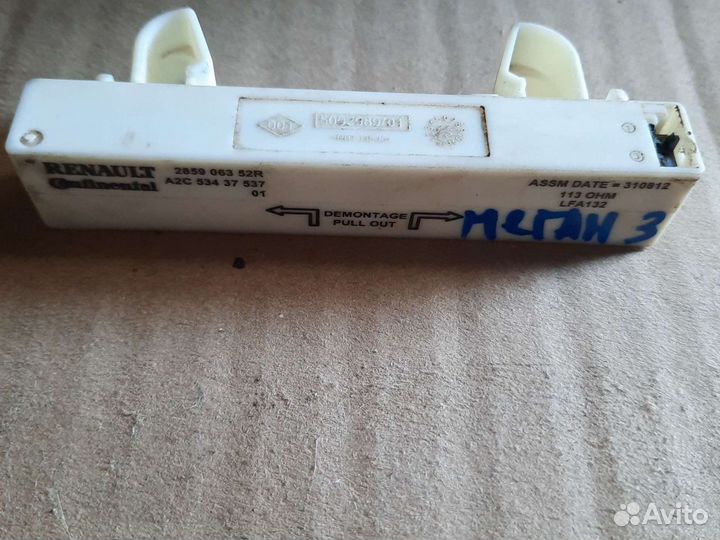 RENAULT
Continental
2859 063 52R
A2C 534 37 537
01
DEMONTAGE
PULL OUT
ASSM DATE = 310812
113 OHM
LFA132
МЕГАН 3
Avito